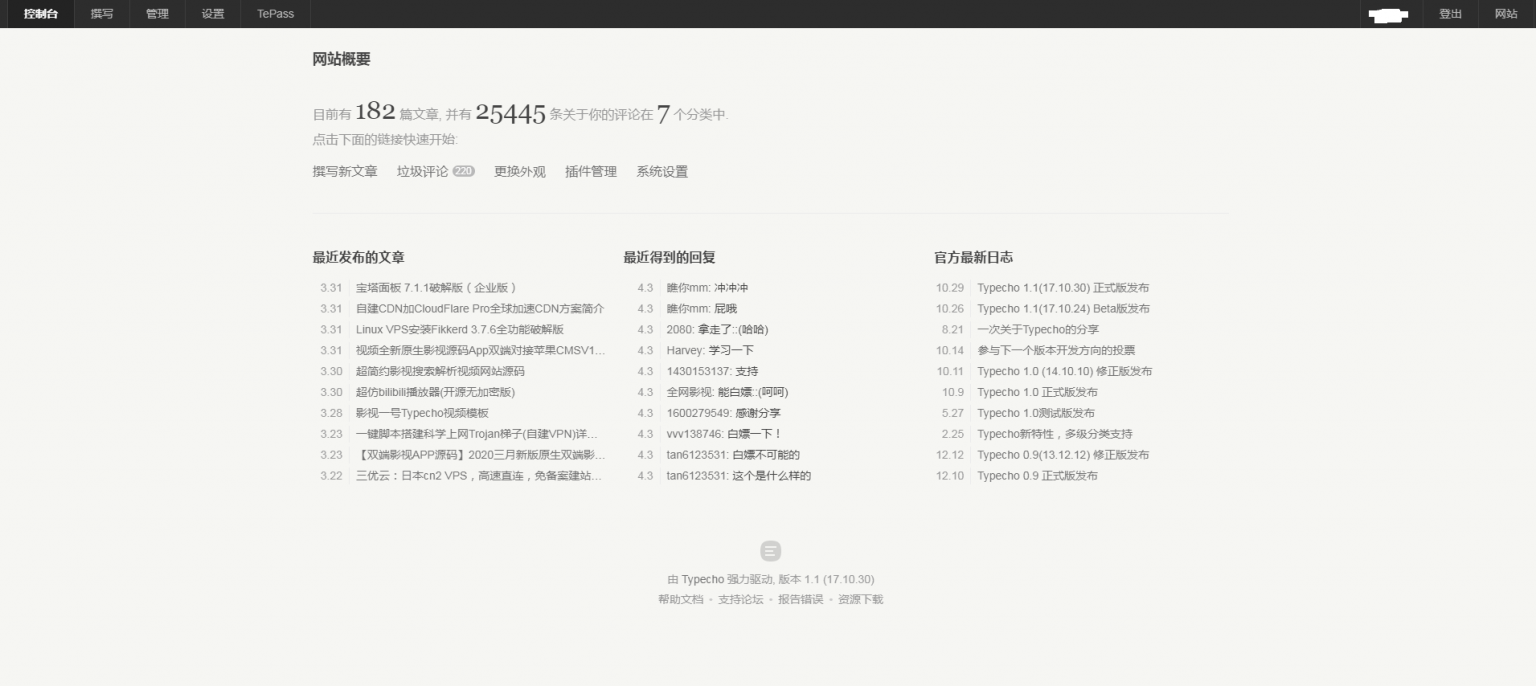 控制台 撰写 管理 设置 TePass 登出 网站
网站概要
目前有 182 篇文章, 并有 25445 条关于你的评论在 7 个分类中.
点击下面的链接快速开始:
撰写新文章 垃圾评论 220 更换外观 插件管理 系统设置
最近发布的文章
3.31 宝塔面板 7.1.1破解版（企业版）
3.31 自建CDN加CloudFlare Pro全球加速CDN方案简介
3.31 Linux VPS安装Fikkerd 3.7.6全功能破解版
3.31 视频全新原生影视源码App双端对接苹果CMSV1...
3.30 超简约影视搜索解析视频网站源码
3.30 超仿bilibili播放器(开源无加密版)
3.28 影视一号Typecho视频模板
3.23 一键脚本搭建科学上网Trojan梯子(自建VPN)详...
3.23 【双端影视APP源码】2020三月新版原生双端影...
3.22 三优云：日本cn2 VPS，高速直连，免备案建站...
最近得到的回复
4.3 瞧你mm: 冲冲冲
4.3 瞧你mm: 屁哦
4.3 2080: 拿走了::(哈哈)
4.3 Harvey: 学习一下
4.3 1430153137: 支持
4.3 全网影视: 能白嫖::(呵呵)
4.3 1600279549: 感谢分享
4.3 vvv138746: 白嫖一下！
4.3 tan6123531: 白嫖不可能的
4.3 tan6123531: 这个是什么样的
官方最新日志
10.29 Typecho 1.1(17.10.30) 正式版发布
10.26 Typecho 1.1(17.10.24) Beta版发布
8.21 一次关于Typecho的分享
10.14 参与下一个版本开发方向的投票
10.11 Typecho 1.0 (14.10.10) 修正版发布
10.9 Typecho 1.0 正式版发布
5.27 Typecho 1.0测试版发布
2.25 Typecho新特性，多级分类支持
12.12 Typecho 0.9(13.12.12) 修正版发布
12.10 Typecho 0.9 正式版发布
由 Typecho 强力驱动, 版本 1.1 (17.10.30)
帮助文档 • 支持论坛 • 报告错误 • 资源下载